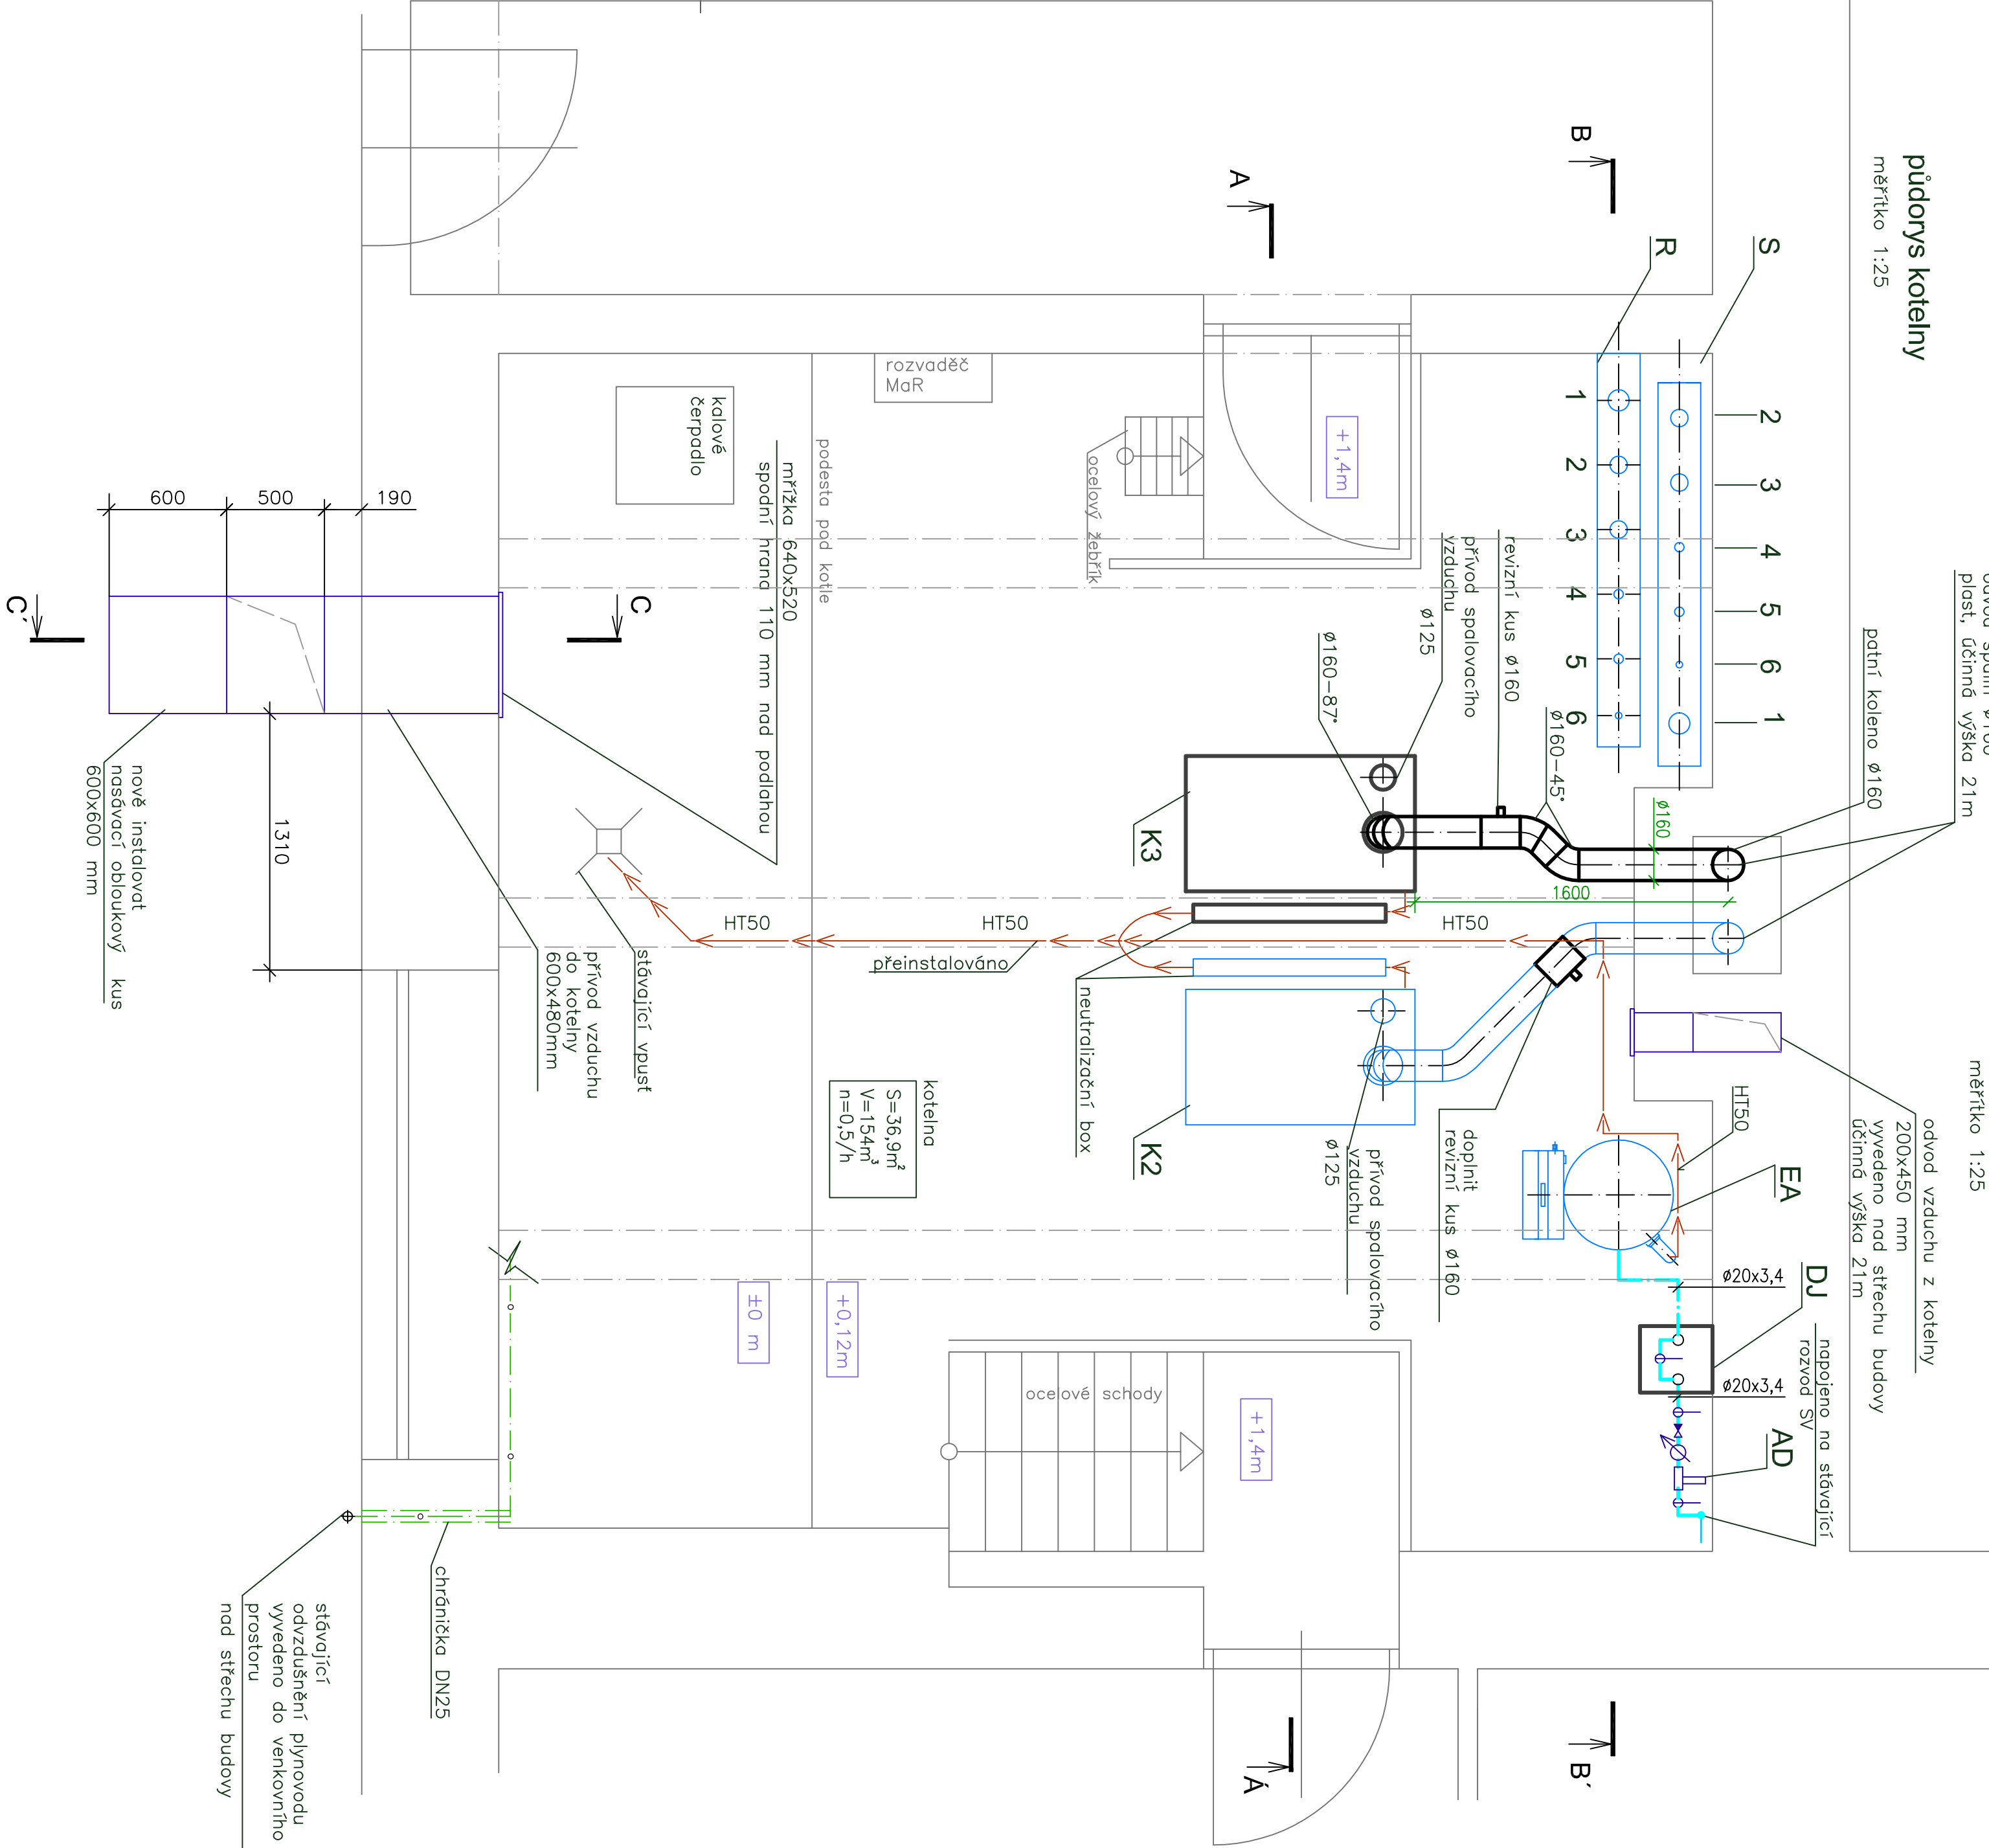 půdorys kotelny
měřítko 1:25
B
A
S
R
2
3
4
5
6
1
1
2
3
4
5
6
plast, účinná výška 21m
patní koleno ø160
ø160
1600
ø160-45°
revizní kus ø160
přívod spalovacího
vzduchu
ø125
ø160-87°
+1,4m
ocelový žebřík
rozvaděč
MaR
podesta pod kotle
mřížka 640x520
spodní hrana 110 mm nad podlahou
kalové
čerpadlo
600
500
190
1310
C
C´
nově instalovat
nasávací obloukový kus
600x600 mm
přívod vzduchu
do kotelny
600x480mm
stávající vpusť
HT50
HT50
HT50
přeinstalováno
neutralizační box
K3
K2
kotelna
S=36,9m²
V=154m³
n=0,5/h
přívod spalovacího
vzduchu
ø125
doplnit
revizní kus ø160
HT50
EA
měřítko 1:25
odvod vzduchu z kotelny
200x450 mm
vyvedeno nad střechu budovy
účinná výška 21m
DJ
ø20x3,4
ø20x3,4
napojeno na stávající
rozvod SV
AD
±0 m
+0,12m
+1,4m
ocelové schody
chránička DN25
stávající
odvzdušnění plynovodu
vyvedeno do venkovního
prostoru
nad střechu budovy
A´
B´